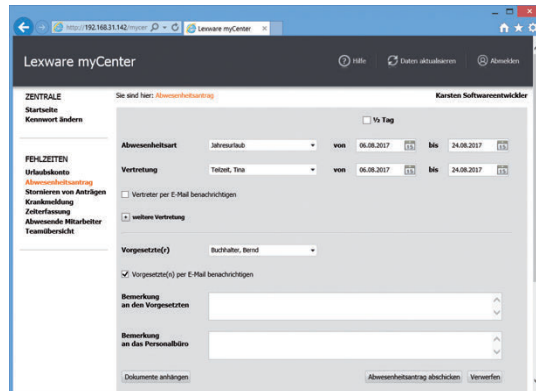 http://192.168.31.142/mycer
Lexware myCenter
Lexware myCenter
Hilfe
Daten aktualisieren
Abmelden
ZENTRALE
Startseite
Kennwort ändern
FEHLZEITEN
Urlaubskonto
Abwesenheitsantrag
Stornieren von Anträgen
Krankmeldung
Zeiterfassung
Abwesende Mitarbeiter
Teamübersicht
Sie sind hier: Abwesenheitsantrag
Karsten Softwareentwickler
½ Tag
Abwesenheitsart Jahresurlaub von 06.08.2017 bis 24.08.2017
Vertretung Teilzeit, Tina von 06.08.2017 bis 24.08.2017
Vertreter per E-Mail benachrichtigen
weitere Vertretung
Vorgesetzte(r) Buchhalter, Bernd
Vorgesetzte(n) per E-Mail benachrichtigen
Bemerkung
an den Vorgesetzten
Bemerkung
an das Personalbüro
Dokumente anhängen
Abwesenheitsantrag abschicken
Verwerfen